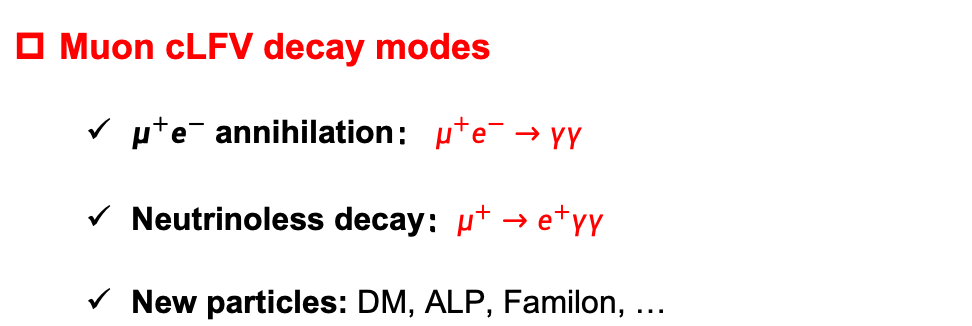 Muon cLFV decay modes
✓ μ⁺e⁻ annihilation： μ⁺e⁻ → γγ
✓ Neutrinoless decay： μ⁺ → e⁺γγ
✓ New particles: DM, ALP, Familon, …